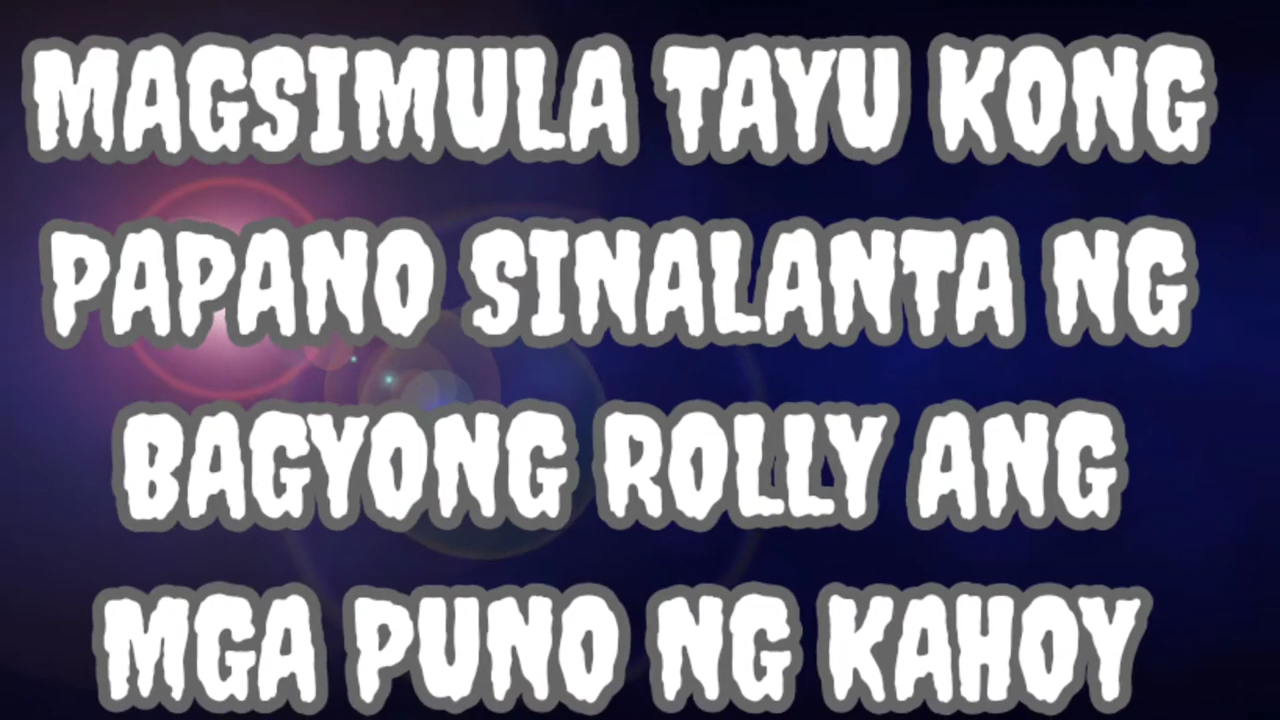 MAGSIMULA TAYU KONG
PAPANO SINALANTA NG
BAGYONG ROLLY ANG
MGA PUNO NG KAHOY